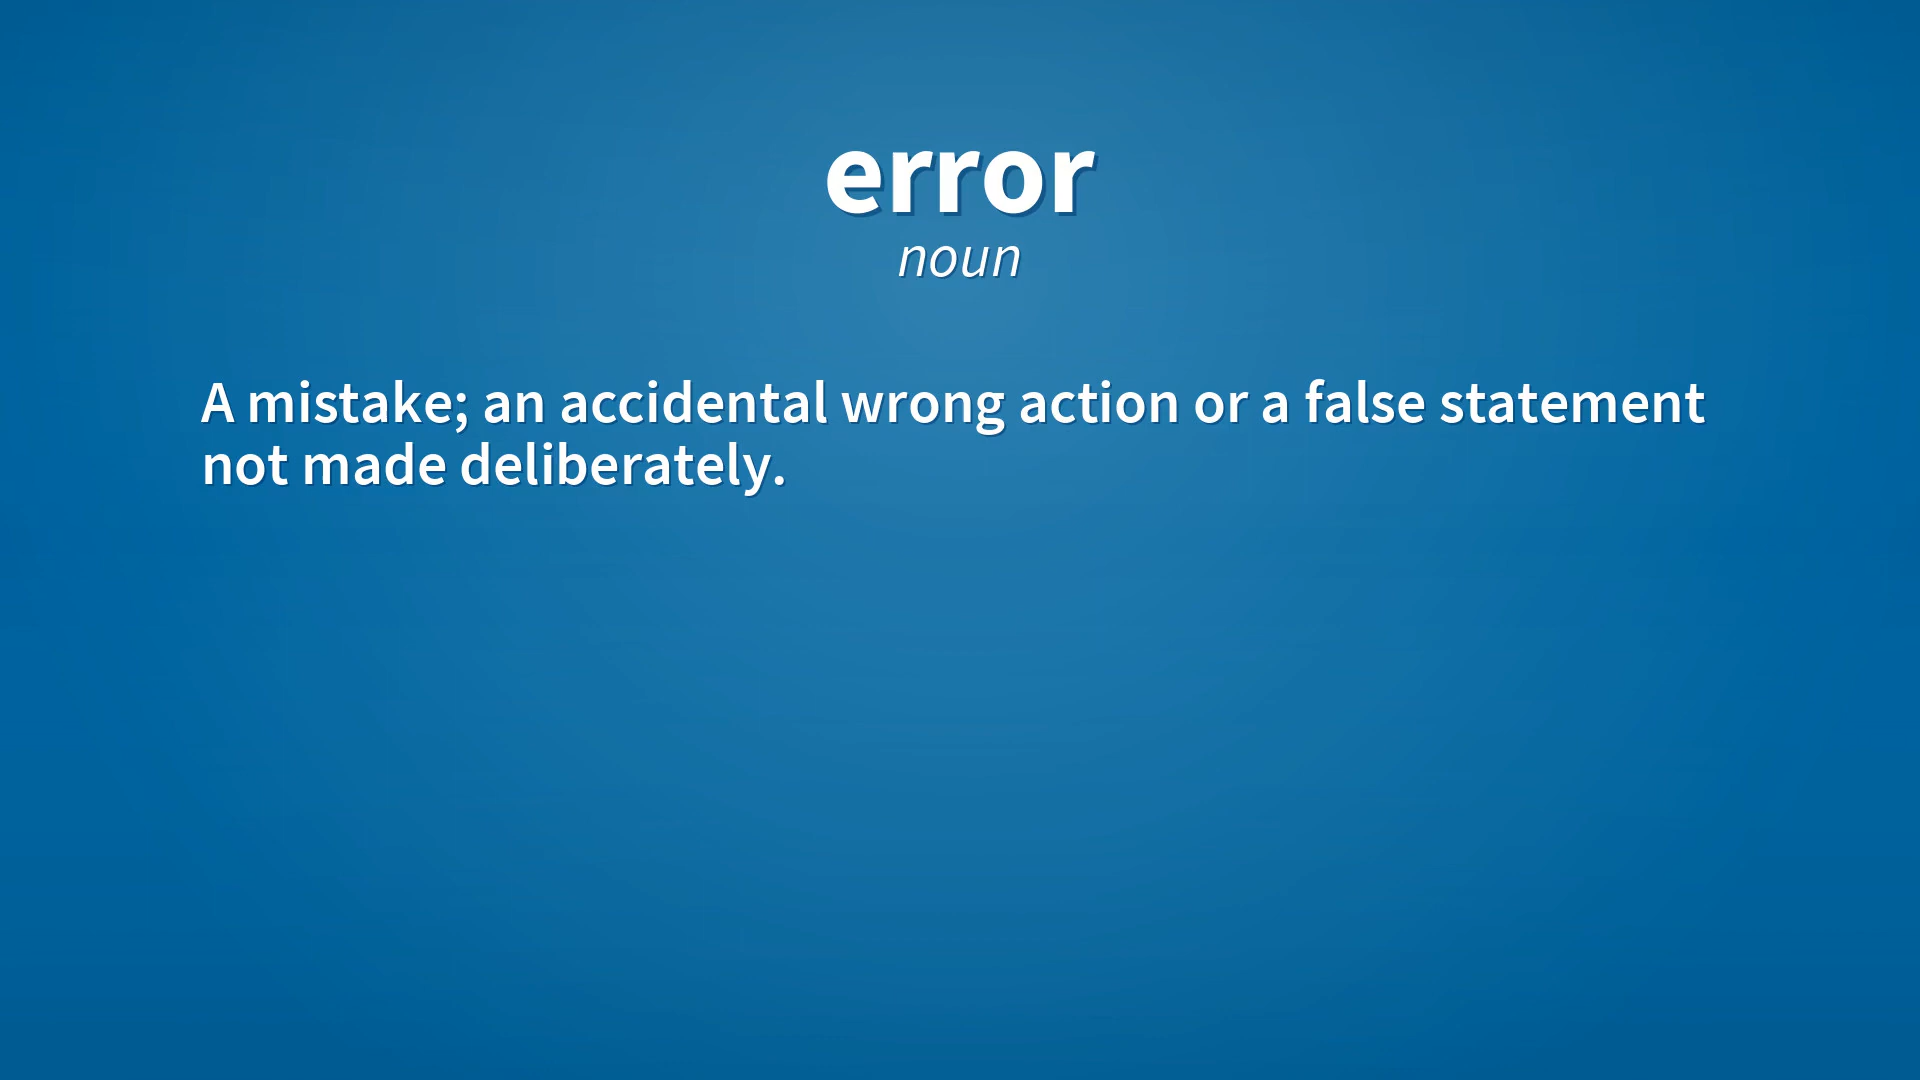 error
noun
A mistake; an accidental wrong action or a false statement
not made deliberately.